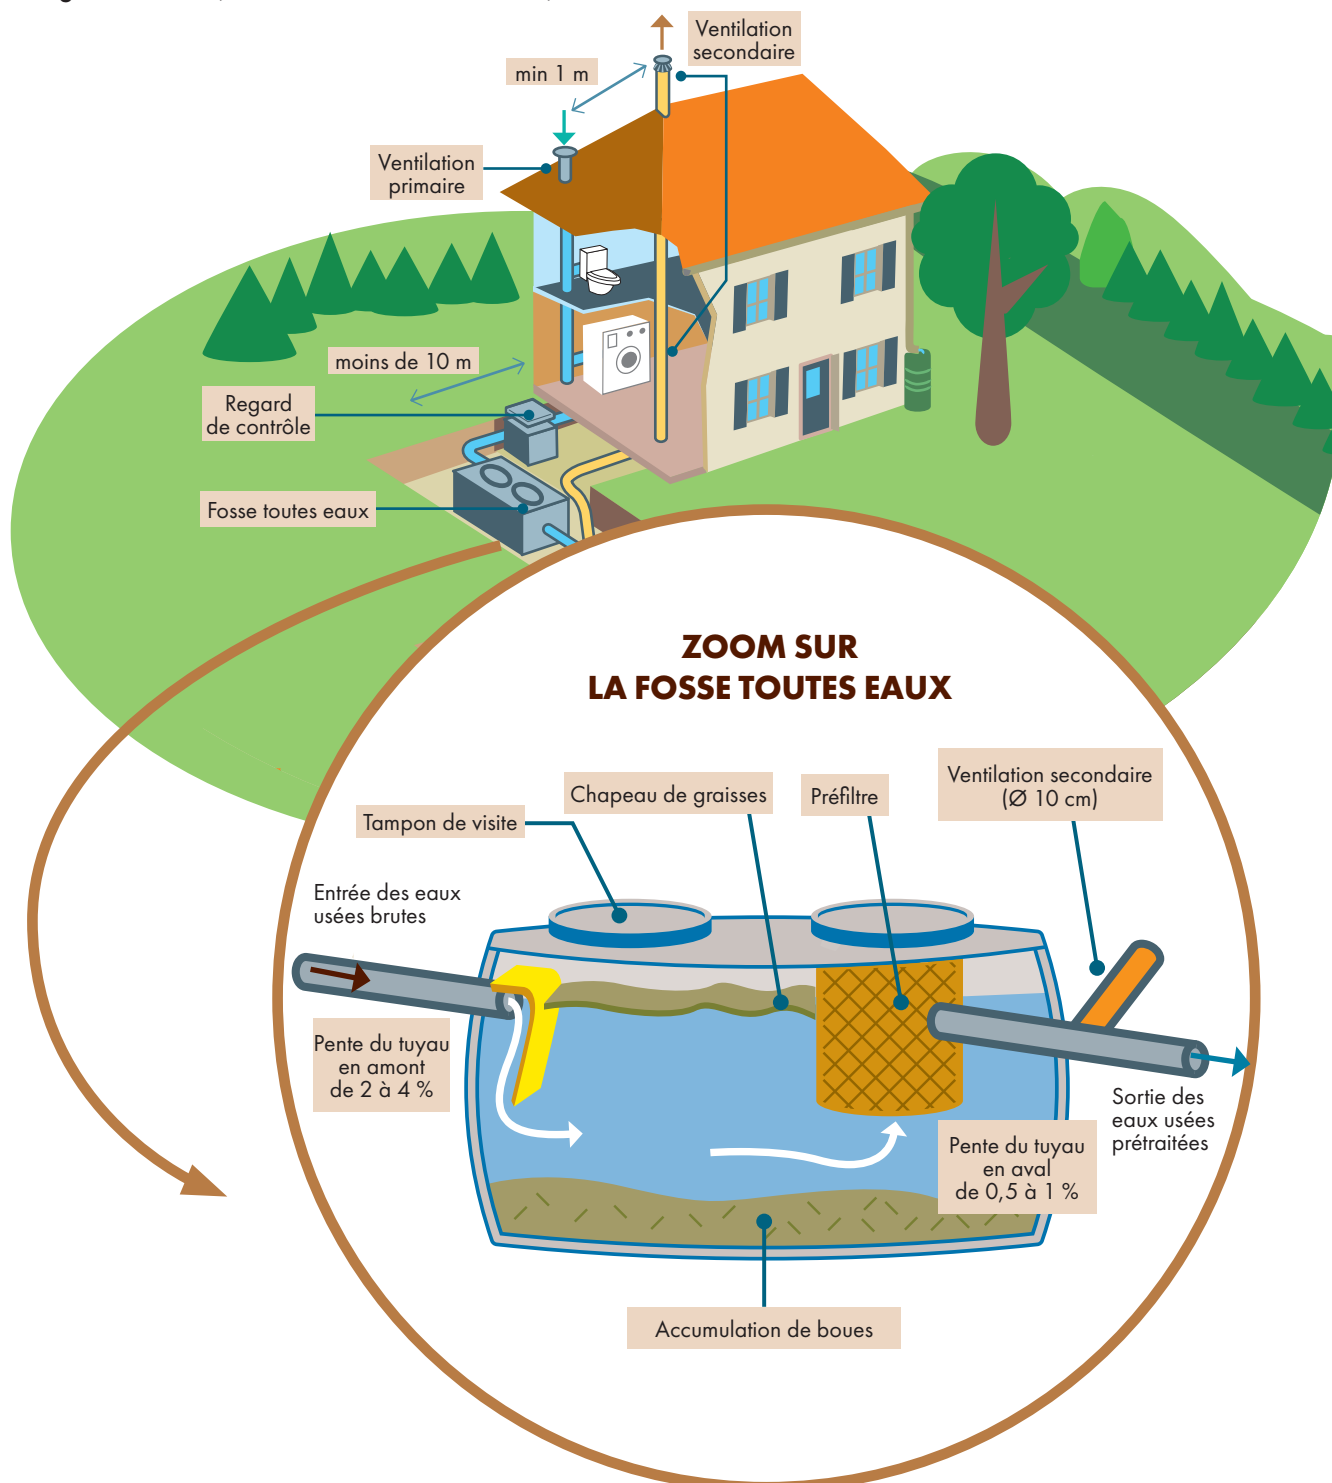 Ventilation
secondaire
min 1 m
Ventilation
primaire
moins de 10 m
Regard
de contrôle
Fosse toutes eaux
ZOOM SUR
LA FOSSE TOUTES EAUX
Ventilation secondaire
(Ø 10 cm)
Chapeau de graisses
Préfiltre
Tampon de visite
Entrée des eaux
usées brutes
Pente du tuyau
en amont
de 2 à 4 %
Sortie des
eaux usées
prétraitées
Pente du tuyau
en aval
de 0,5 à 1 %
Accumulation de boues